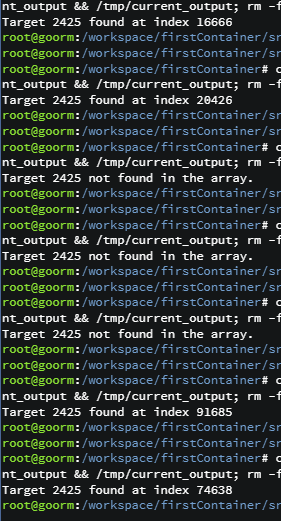 nt_output && /tmp/current_output; rm -f
Target 2425 found at index 16666
root@goorm:/workspace/firstContainer/sr
root@goorm:/workspace/firstContainer/sr
root@goorm:/workspace/firstContainer# c
nt_output && /tmp/current_output; rm -f
Target 2425 found at index 20426
root@goorm:/workspace/firstContainer/sr
root@goorm:/workspace/firstContainer/sr
root@goorm:/workspace/firstContainer# c
nt_output && /tmp/current_output; rm -f
Target 2425 not found in the array.
root@goorm:/workspace/firstContainer/sr
root@goorm:/workspace/firstContainer/sr
root@goorm:/workspace/firstContainer# c
nt_output && /tmp/current_output; rm -f
Target 2425 not found in the array.
root@goorm:/workspace/firstContainer/sr
root@goorm:/workspace/firstContainer/sr
root@goorm:/workspace/firstContainer# c
nt_output && /tmp/current_output; rm -f
Target 2425 not found in the array.
root@goorm:/workspace/firstContainer/sr
root@goorm:/workspace/firstContainer/sr
root@goorm:/workspace/firstContainer# c
nt_output && /tmp/current_output; rm -f
Target 2425 found at index 91685
root@goorm:/workspace/firstContainer/sr
root@goorm:/workspace/firstContainer/sr
root@goorm:/workspace/firstContainer# c
nt_output && /tmp/current_output; rm -f
Target 2425 found at index 74638
root@goorm:/workspace/firstContainer/sr